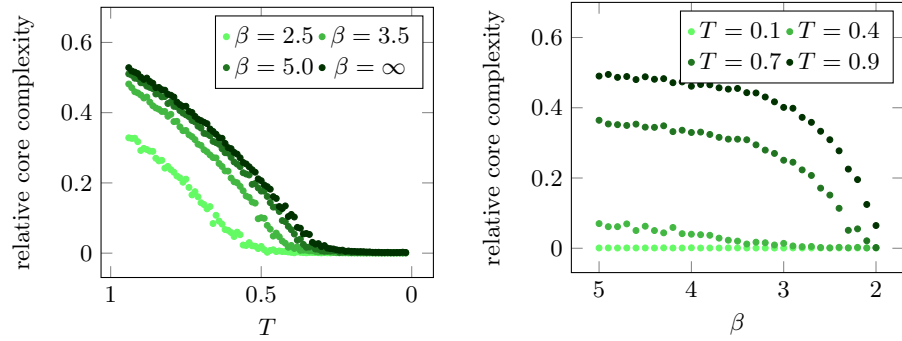 relative core complexity
0.6
0.4
0.2
0
1
0.5
0
T
β = 2.5
β = 3.5
β = 5.0
β = ∞
relative core complexity
0.6
0.4
0.2
0
5
4
3
2
β
T = 0.1
T = 0.4
T = 0.7
T = 0.9